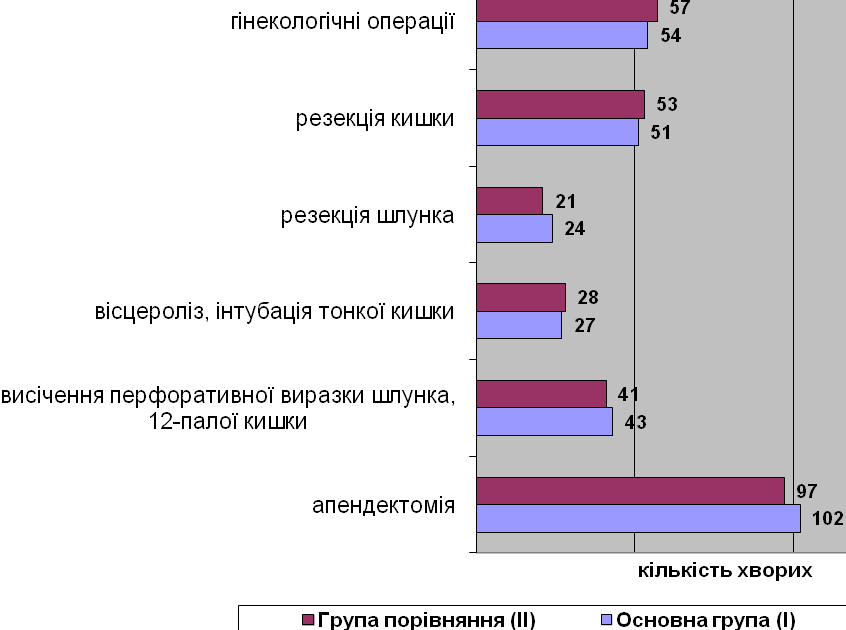 57
гінекологічні операції
54
53
резекція кишки
51
21
резекція шлунка
24
28
вісцероліз, інтубація тонкої кишки
27
41
висічення перфоративної виразки шлунка,
12-палої кишки
43
97
апендектомія
102
кількість хворих
Група порівняння (II) Основна група (I)